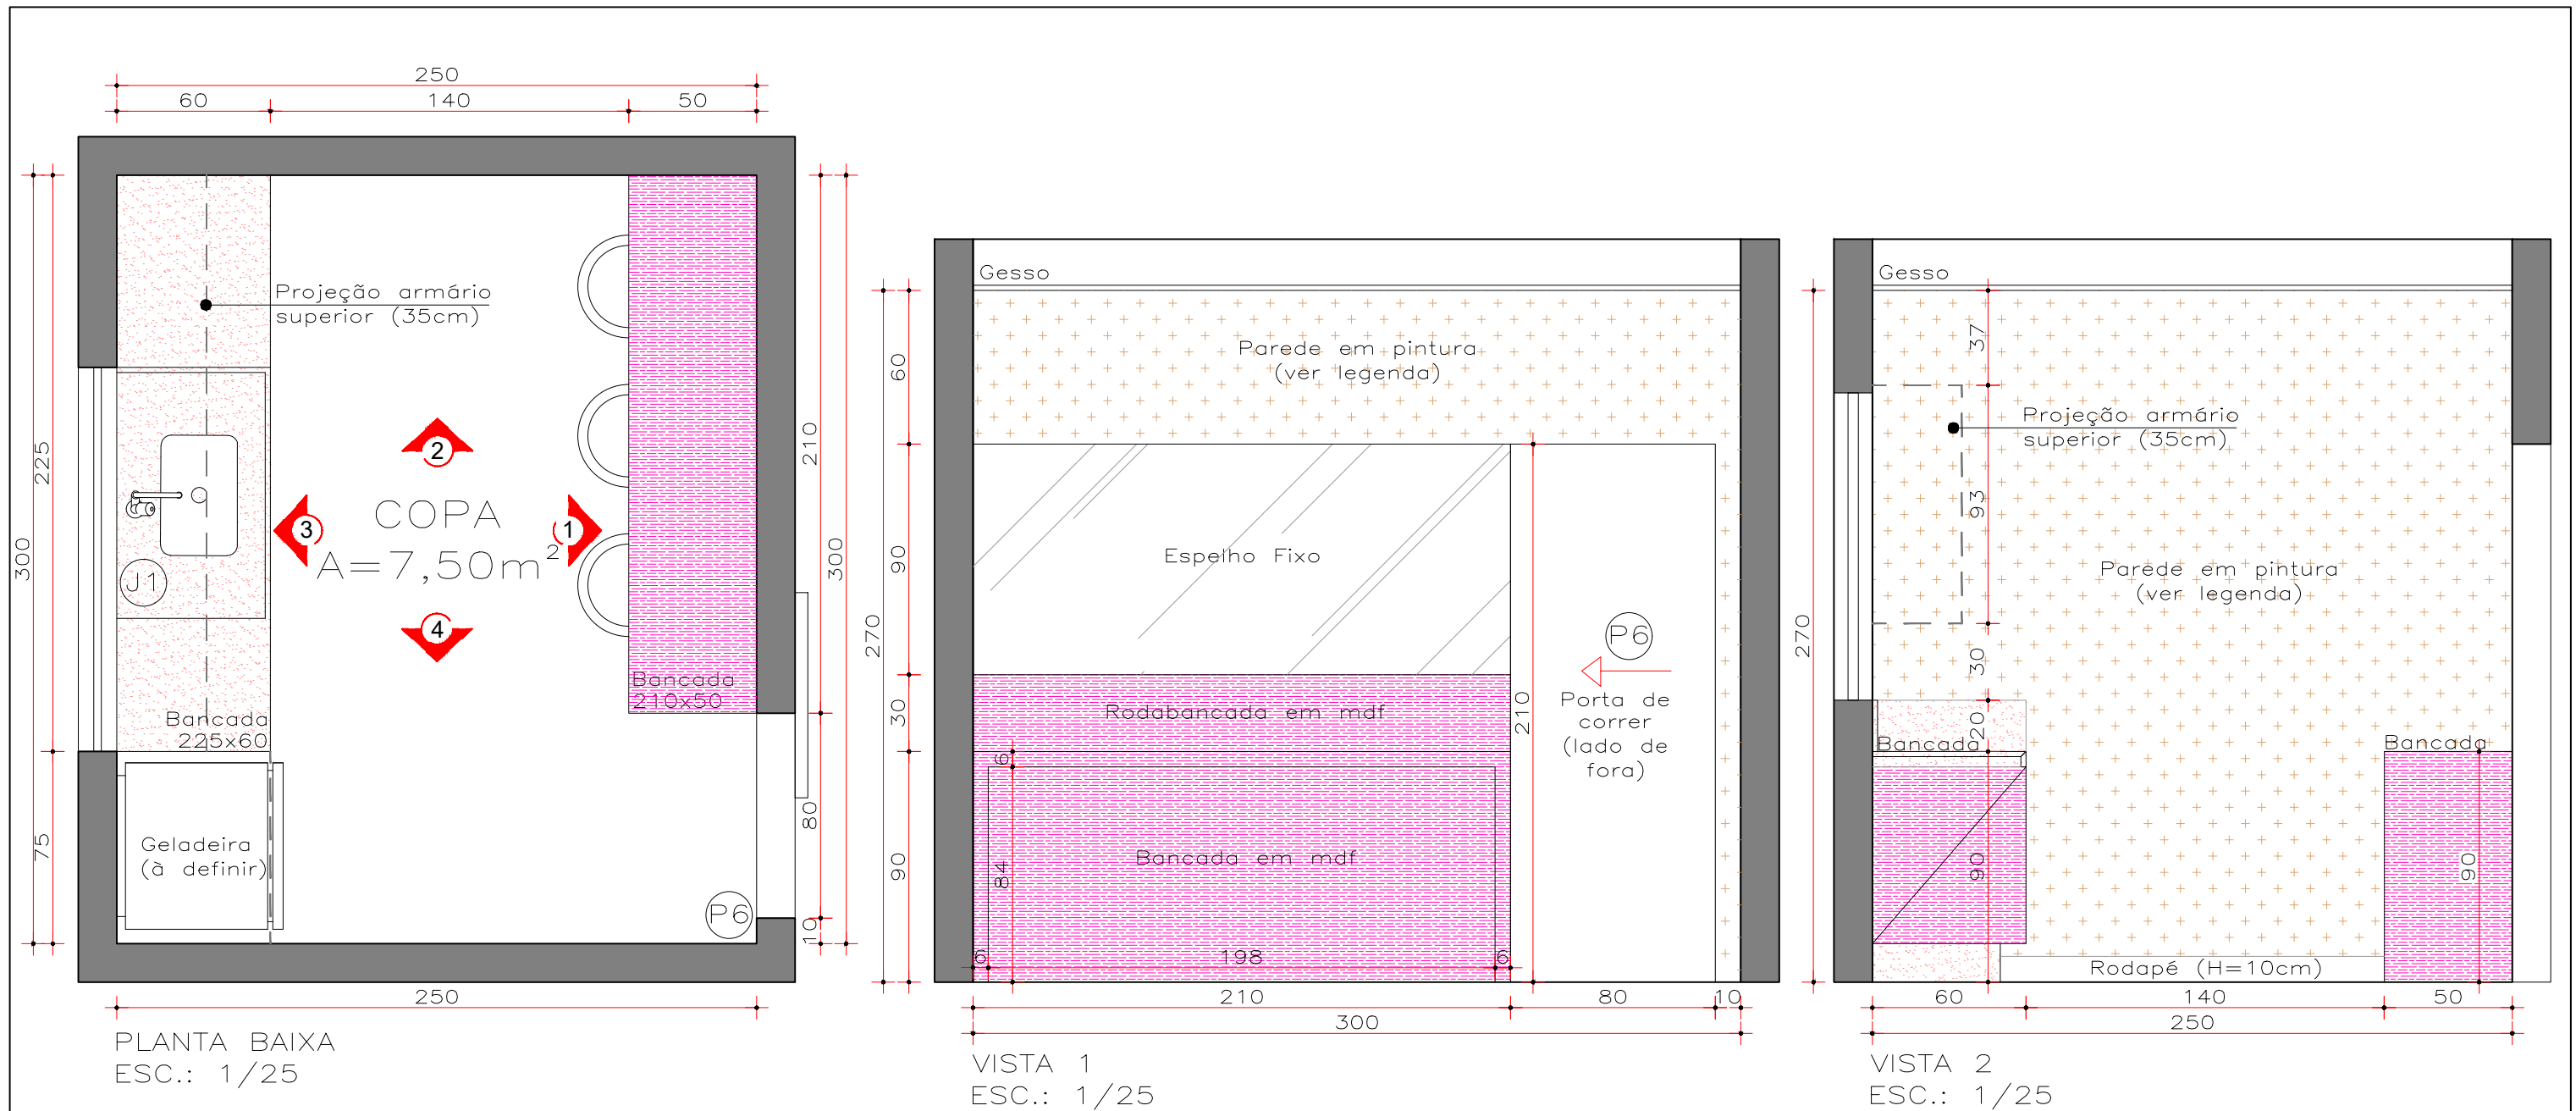 250
60
140
50
Projeção armário
superior (35cm)
2
COPA
A=7,50m²
3
1
4
J1
Bancada
210x50
Bancada
225x60
Geladeira
(à definir)
P6
300
225
75
210
80
10
300
250
PLANTA BAIXA
ESC.: 1/25
Gesso
Parede em pintura
(ver legenda)
Espelho Fixo
P6
Porta de
correr
(lado de
fora)
Rodabancada em mdf
Bancada em mdf
270
60
90
30
90
6
84
6
198
6
210
210
80
10
300
VISTA 1
ESC.: 1/25
Gesso
37
Projeção armário
superior (35cm)
93
Parede em pintura
(ver legenda)
30
20
Bancada
Bancada
90
90
270
Rodapé (H=10cm)
60
140
50
250
VISTA 2
ESC.: 1/25